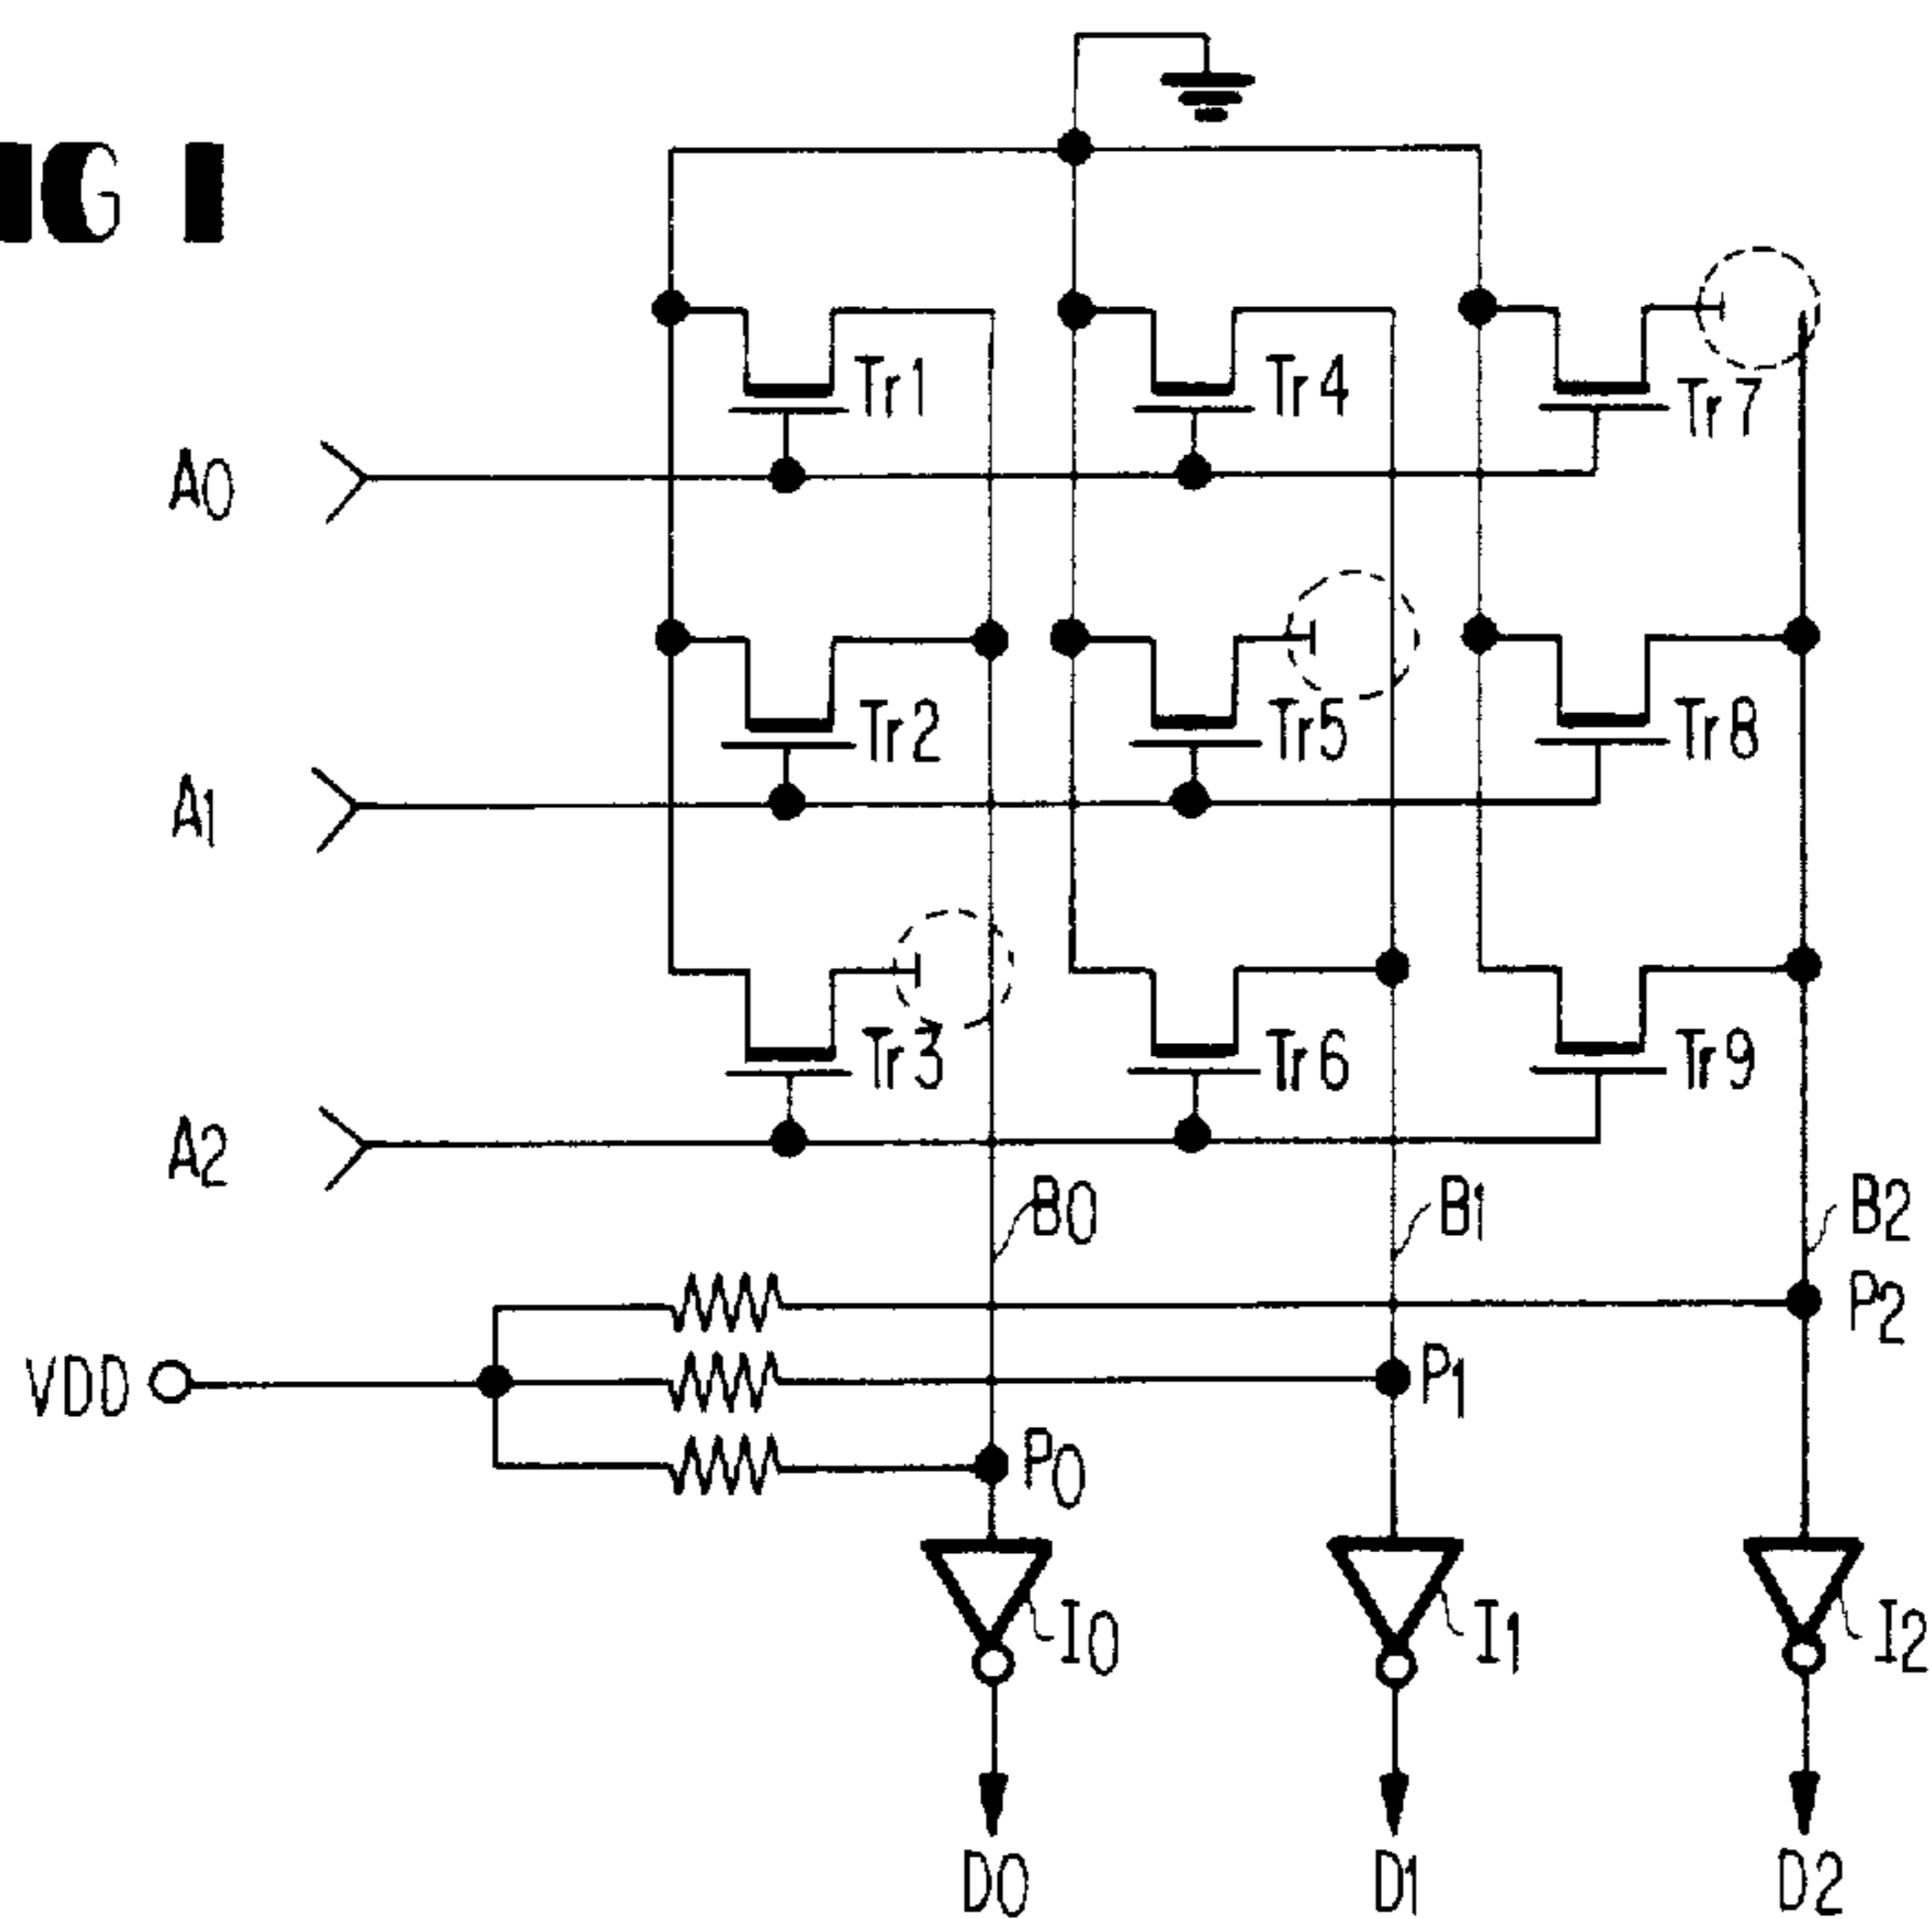 IG 1
Tr1
Tr4
Tr7
A0
Tr2
Tr5
Tr8
A1
Tr3
Tr6
Tr9
A2
B0
B1
B2
P2
VDD
P1
P0
I0
I1
I2
D0
D1
D2